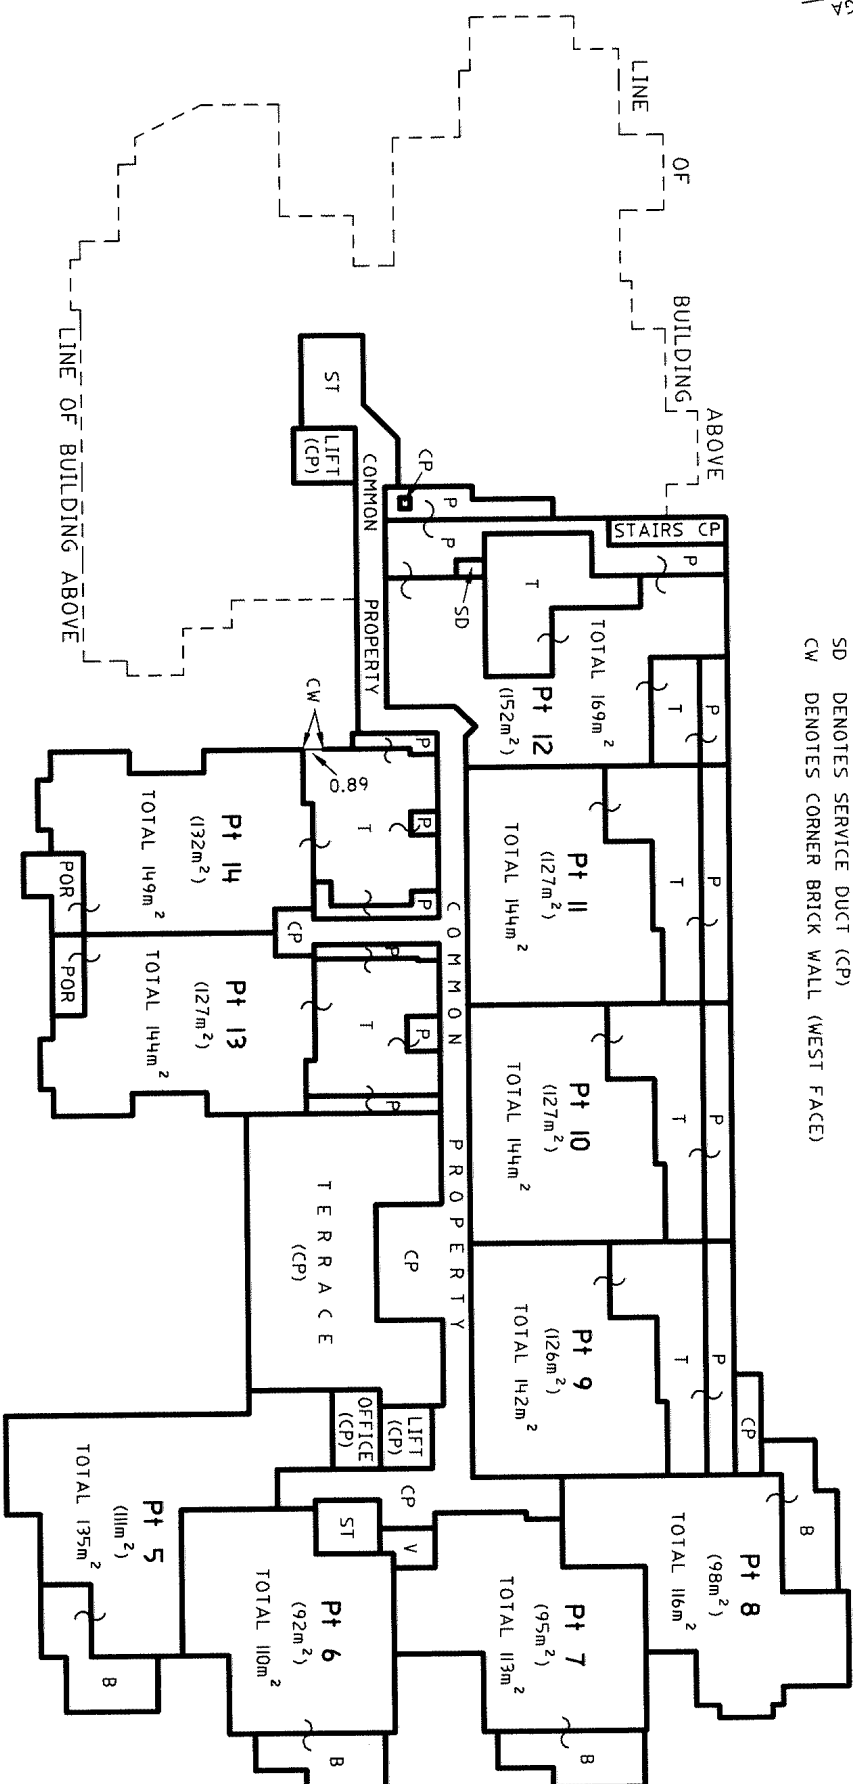 GA
SD DENOTES SERVICE DUCT (CP)
CW DENOTES CORNER BRICK WALL (WEST FACE)
LINE OF BUILDING ABOVE
LINE OF BUILDING ABOVE
ST
LIFT
(CP)
COMMON PROPERTY
CP
P
P
STAIRS CP
P
SD
T
TOTAL 169m²
Pt 12
(152m²)
T
P
P
T
Pt 11
(127m²)
TOTAL 144m²
P
T
Pt 10
(127m²)
TOTAL 144m²
P
T
Pt 9
(126m²)
TOTAL 142m²
CP
B
Pt 8
(98m²)
TOTAL 116m²
COMMON PROPERTY
CW
0.89
P
P
P
T
Pt 14
(132m²)
TOTAL 149m²
POR
CP
P
P
P
T
Pt 13
(127m²)
TOTAL 144m²
POR
TERRACE
(CP)
CP
LIFT
(CP)
OFFICE
(CP)
CP
ST
V
Pt 7
(95m²)
TOTAL 113m²
B
Pt 6
(92m²)
TOTAL 110m²
B
Pt 5
(111m²)
TOTAL 135m²
B